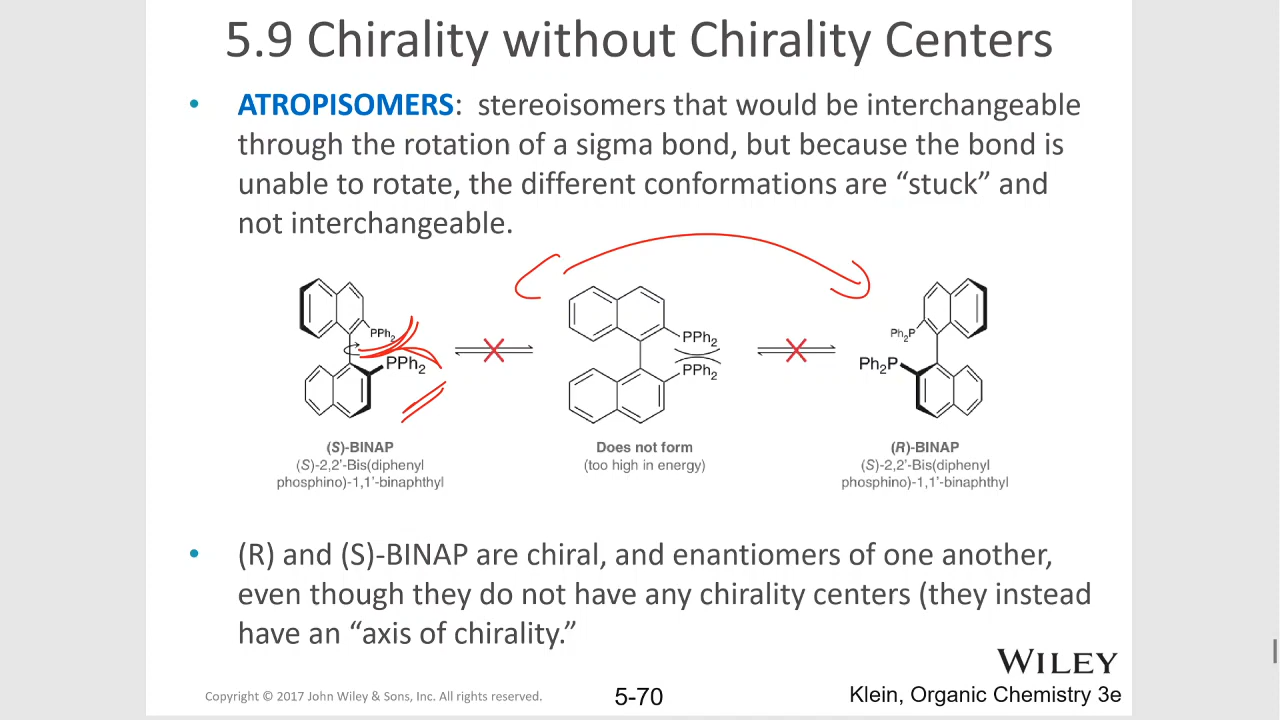 5.9 Chirality without Chirality Centers
• ATROPISOMERS: stereoisomers that would be interchangeable
through the rotation of a sigma bond, but because the bond is
unable to rotate, the different conformations are “stuck” and
not interchangeable.
PPh2
PPh2
PPh2
PPh2
Ph2P
Ph2P
(S)-BINAP
(S)-2,2'-Bis(diphenyl
phosphino)-1,1'-binaphthyl
Does not form
(too high in energy)
(R)-BINAP
(S)-2,2'-Bis(diphenyl
phosphino)-1,1'-binaphthyl
• (R) and (S)-BINAP are chiral, and enantiomers of one another,
even though they do not have any chirality centers (they instead
have an “axis of chirality.”
WILEY
Copyright © 2017 John Wiley & Sons, Inc. All rights reserved.
5-70
Klein, Organic Chemistry 3e